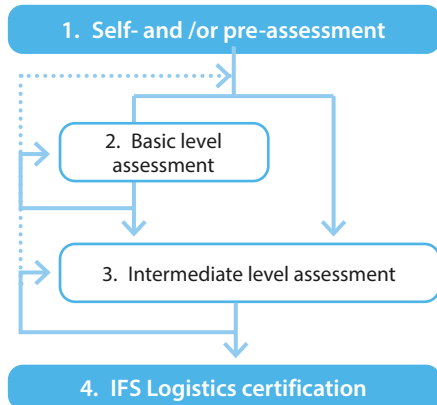 1. Self- and /or pre-assessment
2. Basic level
assessment
3. Intermediate level assessment
4. IFS Logistics certification